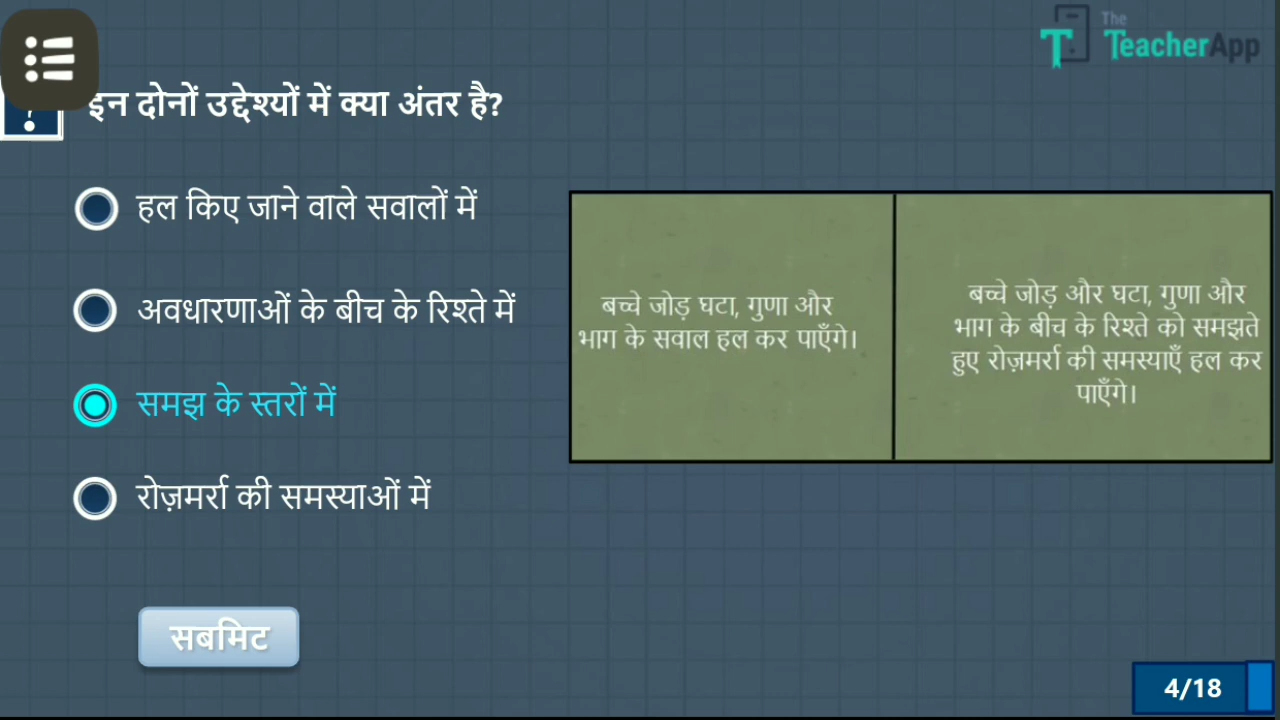 The
TeacherApp
इन दोनों उद्देश्यों में क्या अंतर है?
हल किए जाने वाले सवालों में
अवधारणाओं के बीच के रिश्ते में
समझ के स्तरों में
रोज़मर्रा की समस्याओं में
बच्चे जोड़ घटा, गुणा और
भाग के सवाल हल कर पाएँगे।
बच्चे जोड़ और घटा, गुणा और
भाग के बीच के रिश्ते को समझते
हुए रोज़मर्रा की समस्याएँ हल कर
पाएँगे।
सबमिट
4/18